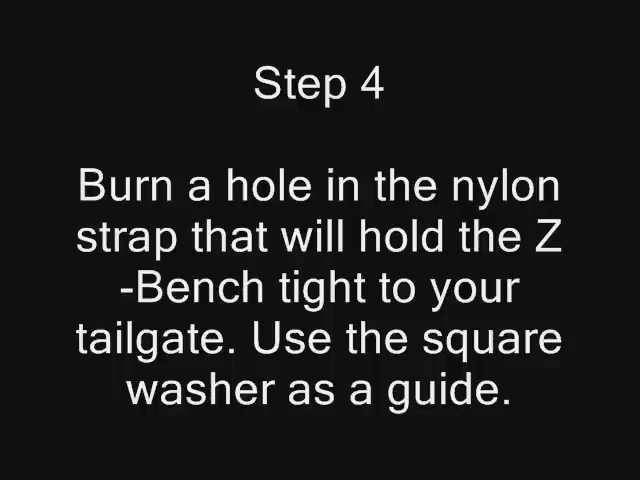 Step 4
Burn a hole in the nylon
strap that will hold the Z
-Bench tight to your
tailgate. Use the square
washer as a guide.